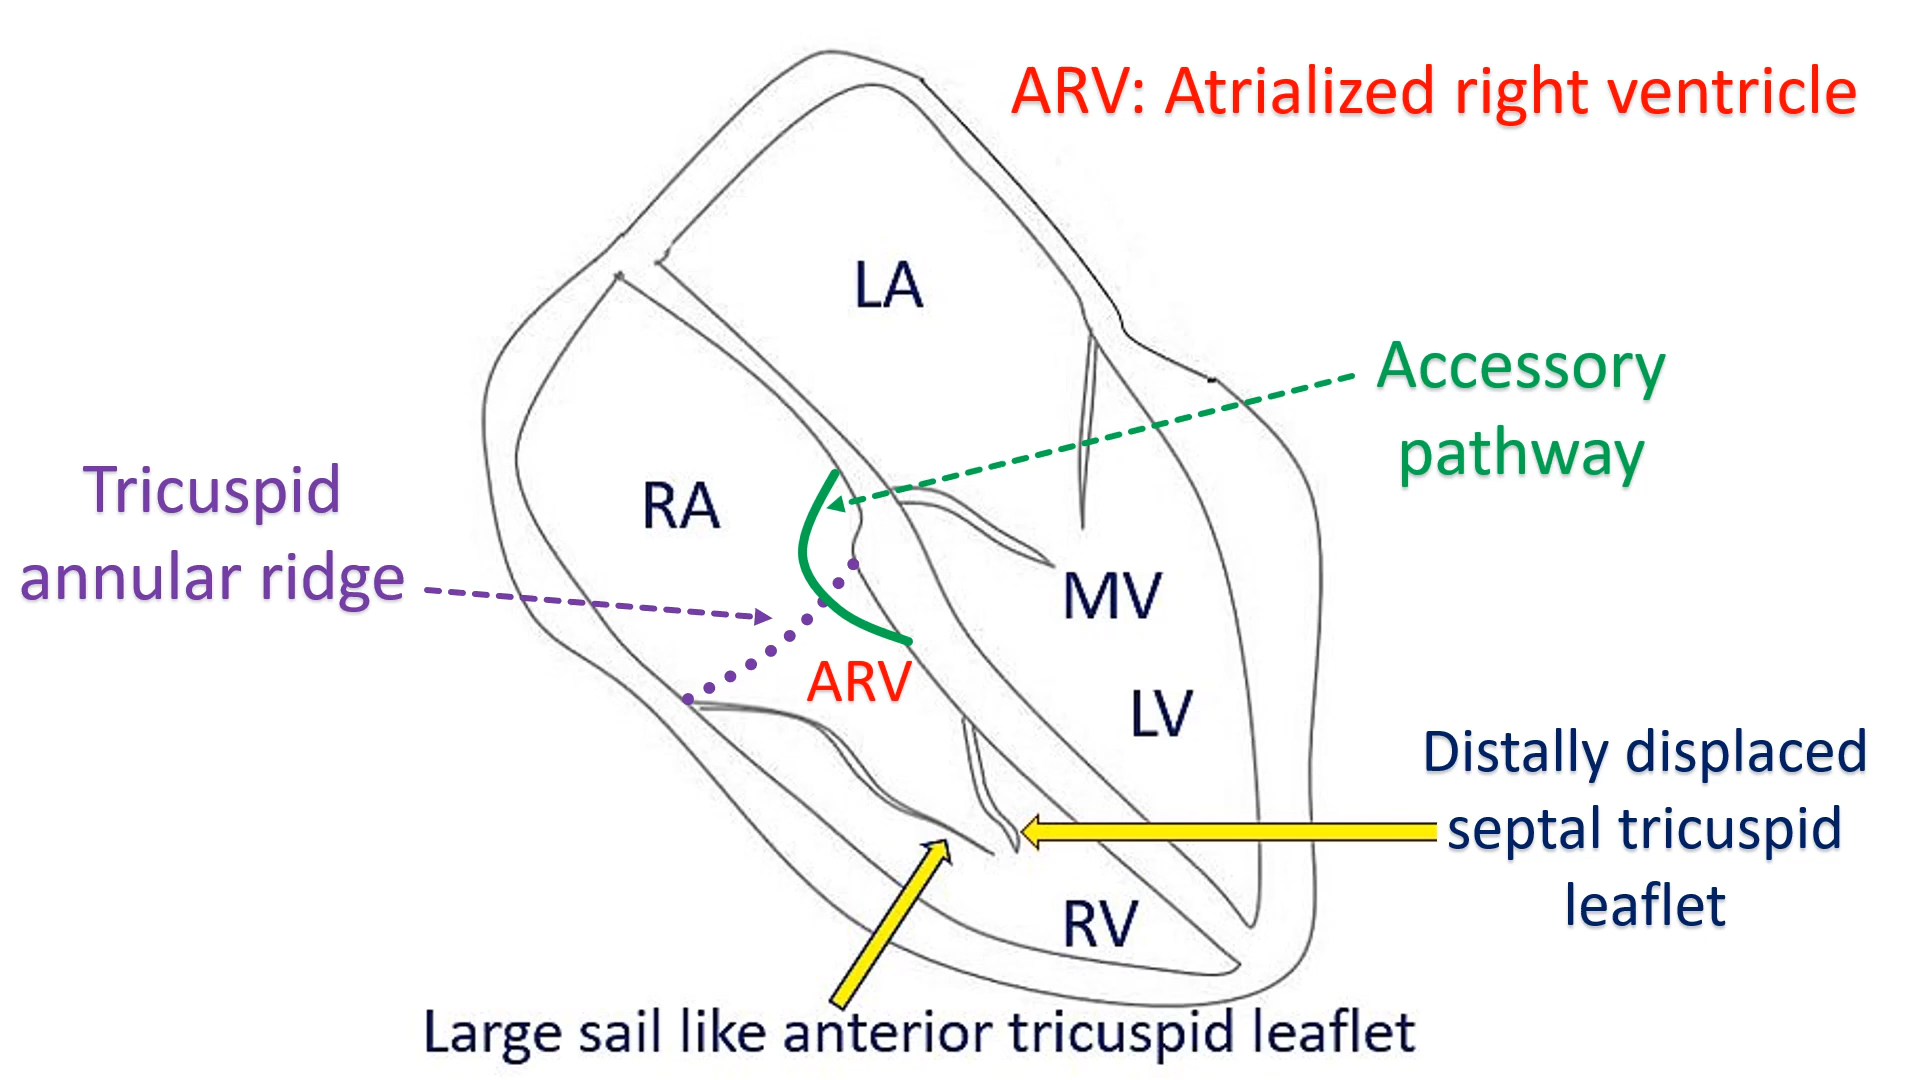 ARV: Atrialized right ventricle
LA
Accessory
pathway
Tricuspid
annular ridge
RA
MV
ARV
LV
Distally displaced
septal tricuspid
leaflet
RV
Large sail like anterior tricuspid leaflet